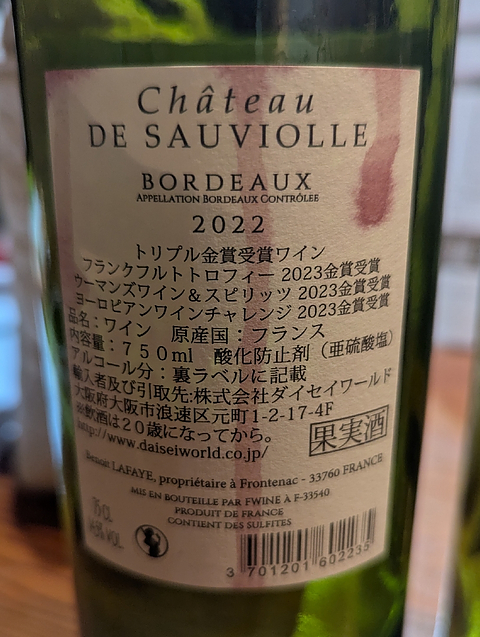 Château
DE SAUVIOLLE
BORDEAUX
APPELLATION BORDEAUX CONTRÔLÉE
2022
トリプル金賞受賞ワイン
フランクフルトトロフィー 2023金賞受賞
ウーマンズワイン&スピリッツ 2023金賞受賞
ヨーロピアンワインチャレンジ 2023金賞受賞
品名:ワイン 原産国:フランス
内容量:750ml 酸化防止剤(亜硫酸塩)
アルコール分:裏ラベルに記載
輸入者及び引取先:株式会社ダイセイワールド
大阪府大阪市浪速区元町1-2-17-4F
飲酒は20歳になってから。
http://www.daiseiworld.co.jp/
果実酒
Benoit LAFAYE, propriétaire à Frontenac - 33760 FRANCE
MIS EN BOUTEILLE PAR FWINE À F-33540
PRODUCE OF FRANCE
CONTIENT DES SULFITES
75 CL
VOL.
3 701201 602235